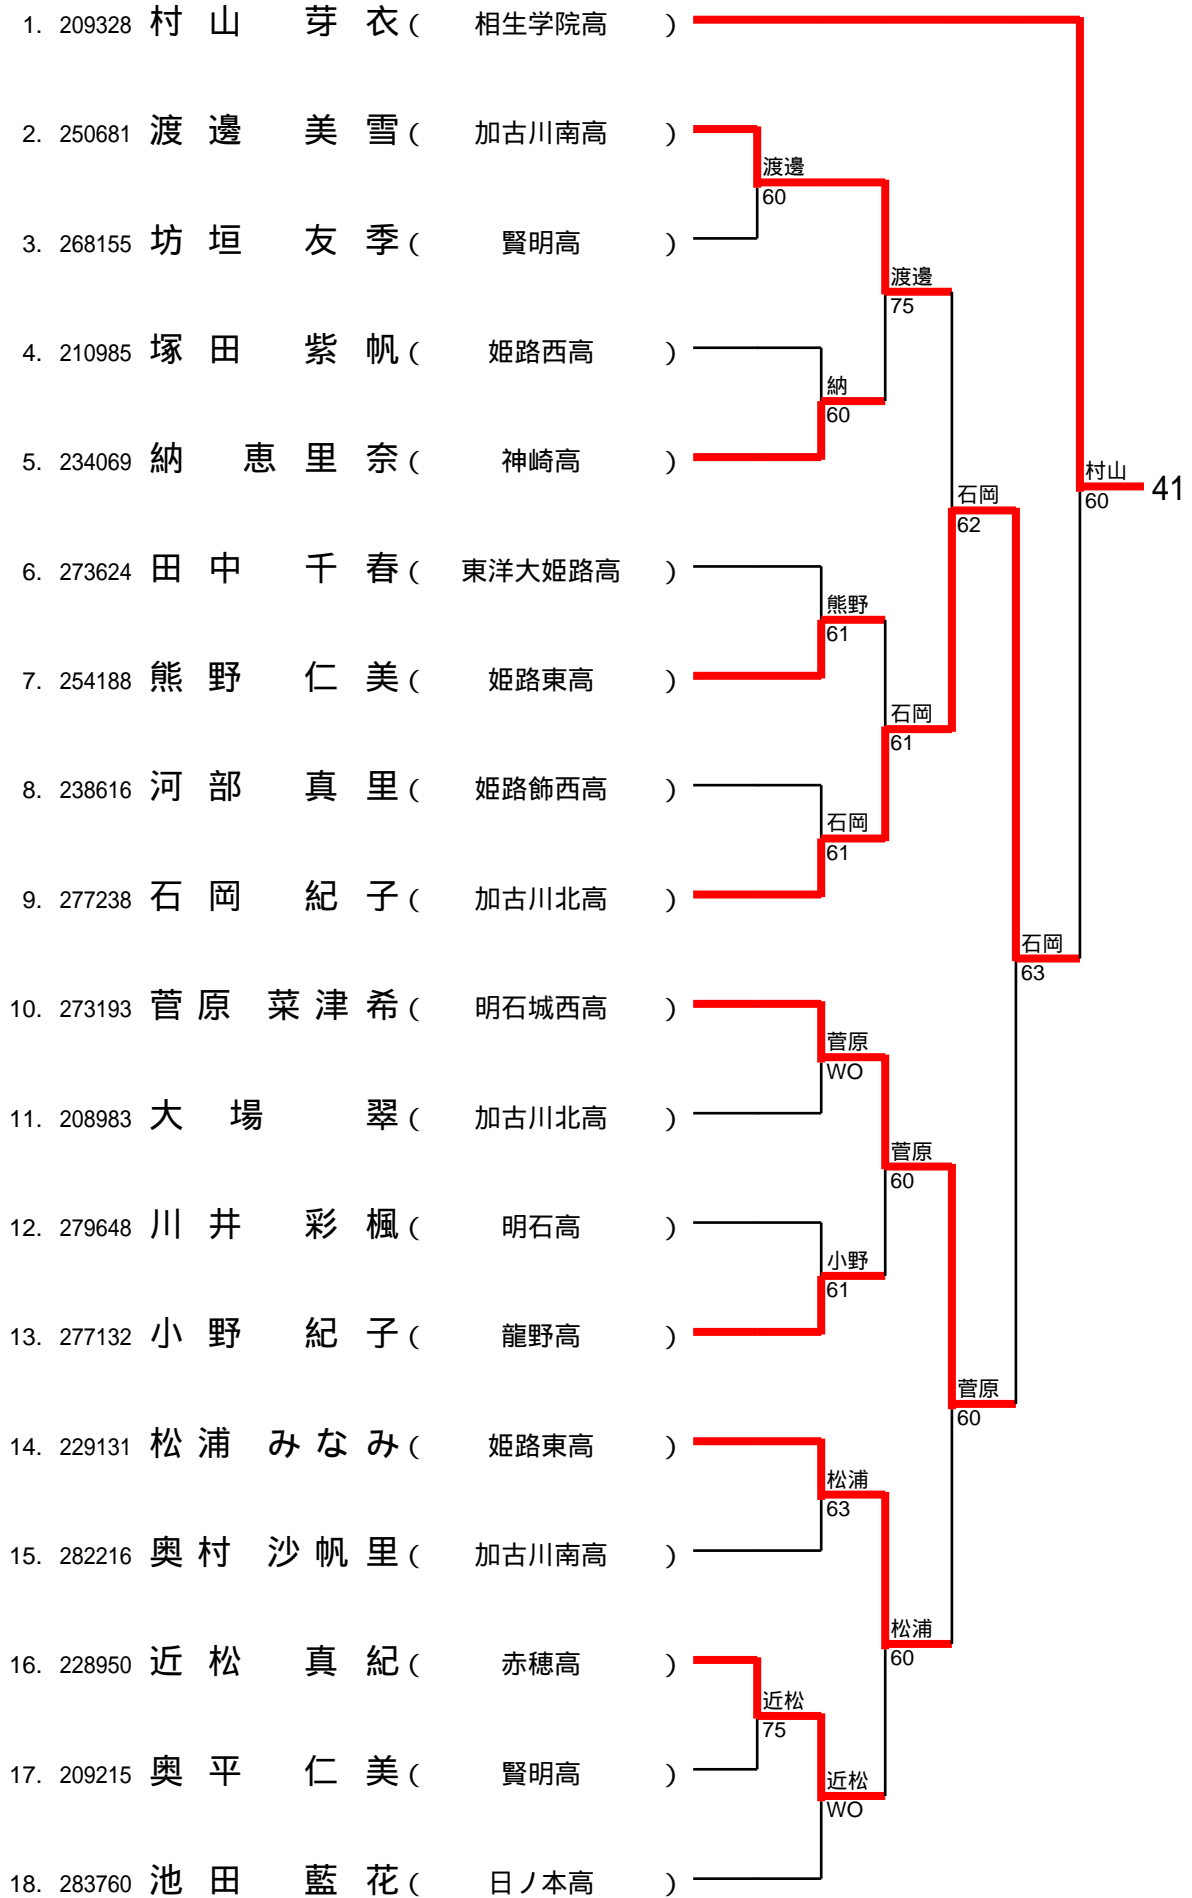 1. 209328 村山 芽衣 ( 相生学院高 )
2. 250681 渡邊 美雪 ( 加古川南高 )
渡邊
60
3. 268155 坊垣 友季 ( 賢明高 )
渡邊
75
4. 210985 塚田 紫帆 ( 姫路西高 )
納
60
5. 234069 納 恵里奈 ( 神崎高 )
村山
60 41
石岡
62
6. 273624 田中 千春 ( 東洋大姫路高 )
熊野
61
7. 254188 熊野 仁美 ( 姫路東高 )
石岡
61
8. 238616 河部 真里 ( 姫路飾西高 )
石岡
61
9. 277238 石岡 紀子 ( 加古川北高 )
石岡
63
10. 273193 菅原 菜津希 ( 明石城西高 )
菅原
WO
11. 208983 大場 翠 ( 加古川北高 )
菅原
60
12. 279648 川井 彩楓 ( 明石高 )
小野
61
13. 277132 小野 紀子 ( 龍野高 )
菅原
60
14. 229131 松浦 みなみ ( 姫路東高 )
松浦
63
15. 282216 奥村 沙帆里 ( 加古川南高 )
松浦
60
16. 228950 近松 真紀 ( 赤穂高 )
近松
75
17. 209215 奥平 仁美 ( 賢明高 )
近松
WO
18. 283760 池田 藍花 ( 日ノ本高 )